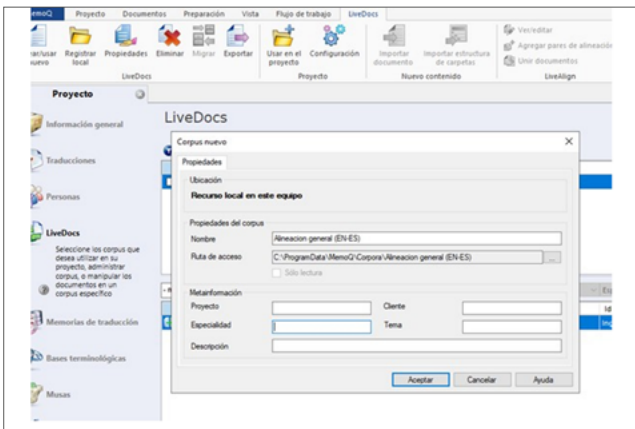 MemoQ Proyecto Documentos Preparación Vista Flujo de trabajo LiveDocs
Registrar local Propiedades Eliminar Migrar Exportar Usar en el proyecto Configuración Importar documento Importar estructura de carpetas
Ver/editar
Agregar pares de alineació
Unir documentos
LiveDocs Proyecto Nuevo contenido LiveAlign
Proyecto
Información general
Traducciones
Personas
LiveDocs
Seleccione los corpus que
desea utilizar en su
proyecto, administrar
corpus, o manipular los
documentos en un
corpus específico
Memorias de traducción
Bases terminológicas
Musas
LiveDocs
Corpus nuevo
Propiedades
Ubicación
Recurso local en este equipo
Propiedades del corpus
Nombre Alineacion general (EN-ES)
Ruta de acceso C:\ProgramData\MemoQ\Corpora\Alineacion general (EN-ES) ...
Sólo lectura
Metainformación
Proyecto Cliente
Especialidad Tema
Descripción
Aceptar Cancelar Ayuda